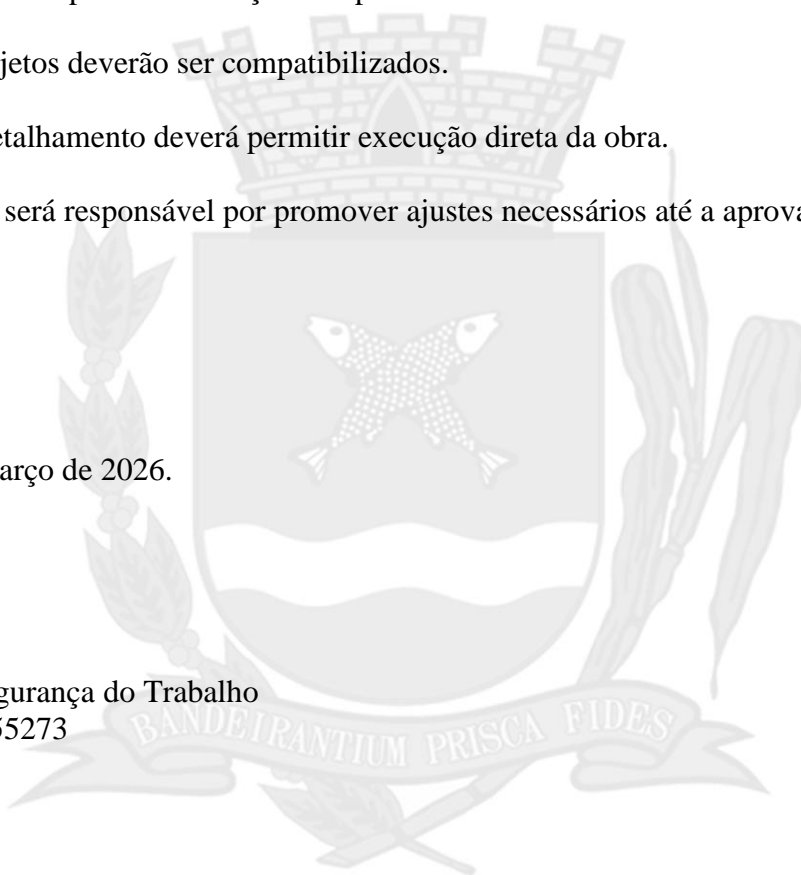 jetos deverão ser compatibilizados.
etalhamento deverá permitir execução direta da obra.
será responsável por promover ajustes necessários até a aprova
arço de 2026.
gurança do Trabalho
55273
BANDEIRANTIUM PRISCA FIDES